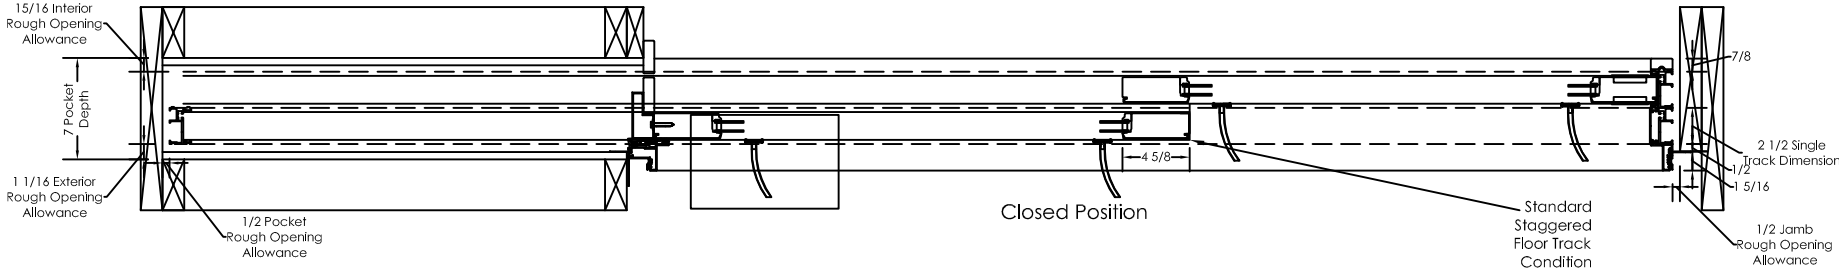 15/16 Interior
Rough Opening
Allowance
7 Pocket
Depth
1 1/16 Exterior
Rough Opening
Allowance
1/2 Pocket
Rough Opening
Allowance
4 5/8
Closed Position
Standard
Staggered
Floor Track
Condition
7/8
2 1/2 Single
Track Dimension
1/2
1 5/16
1/2 Jamb
Rough Opening
Allowance